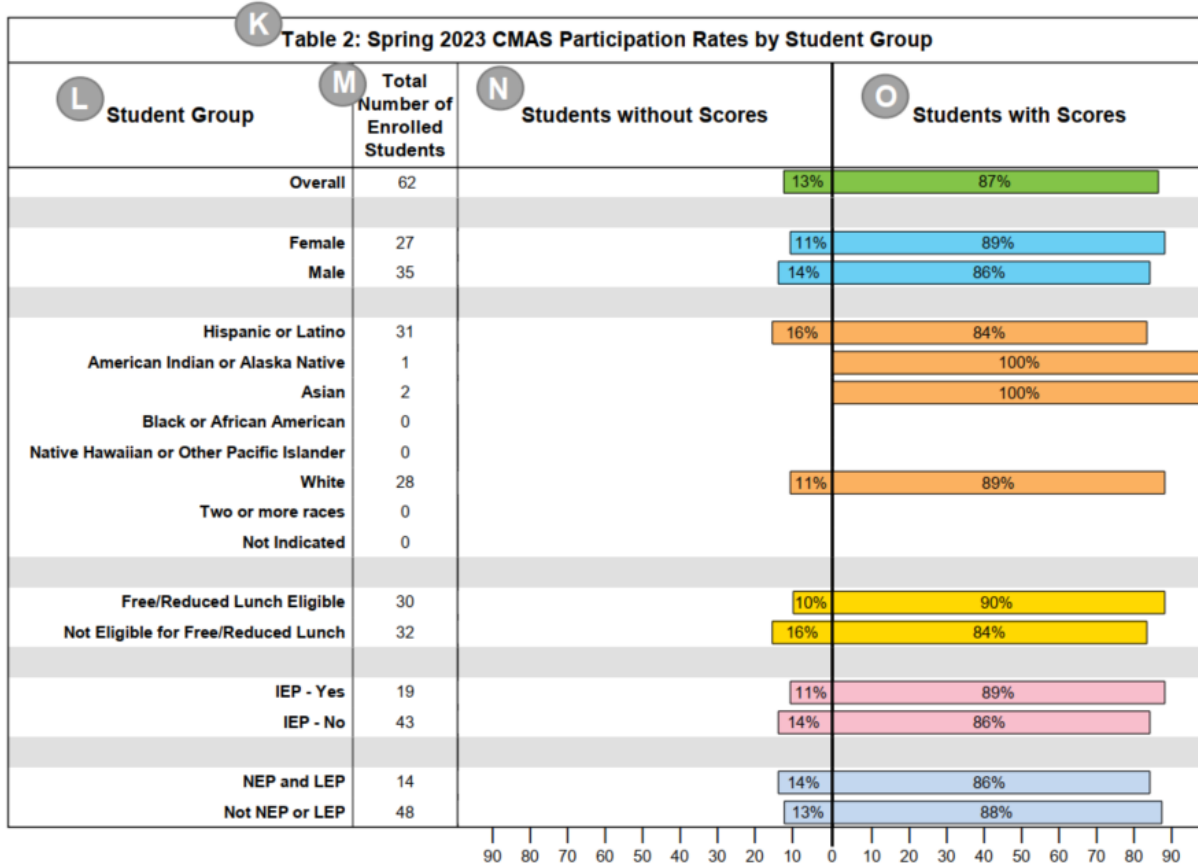 K
Table 2: Spring 2023 CMAS Participation Rates by Student Group
L Student Group
M Total
Number of
Enrolled
Students
N Students without Scores
O Students with Scores
Overall 62 13% 87%
Female 27 11% 89%
Male 35 14% 86%
Hispanic or Latino 31 16% 84%
American Indian or Alaska Native 1 100%
Asian 2 100%
Black or African American 0
Native Hawaiian or Other Pacific Islander 0
White 28 11% 89%
Two or more races 0
Not Indicated 0
Free/Reduced Lunch Eligible 30 10% 90%
Not Eligible for Free/Reduced Lunch 32 16% 84%
IEP - Yes 19 11% 89%
IEP - No 43 14% 86%
NEP and LEP 14 14% 86%
Not NEP or LEP 48 13% 88%
90 80 70 60 50 40 30 20 10 0 10 20 30 40 50 60 70 80 90